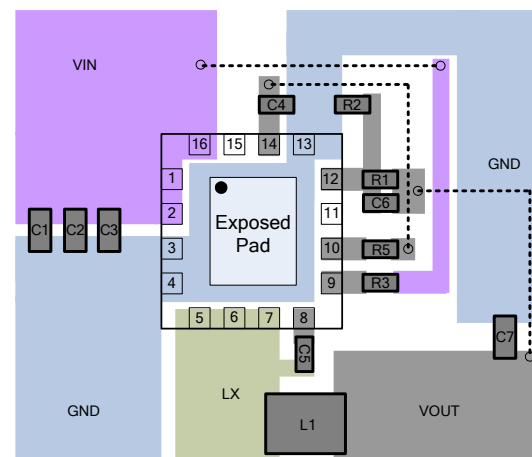 VIN
C4
R2
16
15
14
13
GND
1
12
R1
2
Exposed
Pad
11
C6
C1
C2
C3
3
10
R5
4
9
R3
5
6
7
8
C5
C7
LX
GND
L1
VOUT